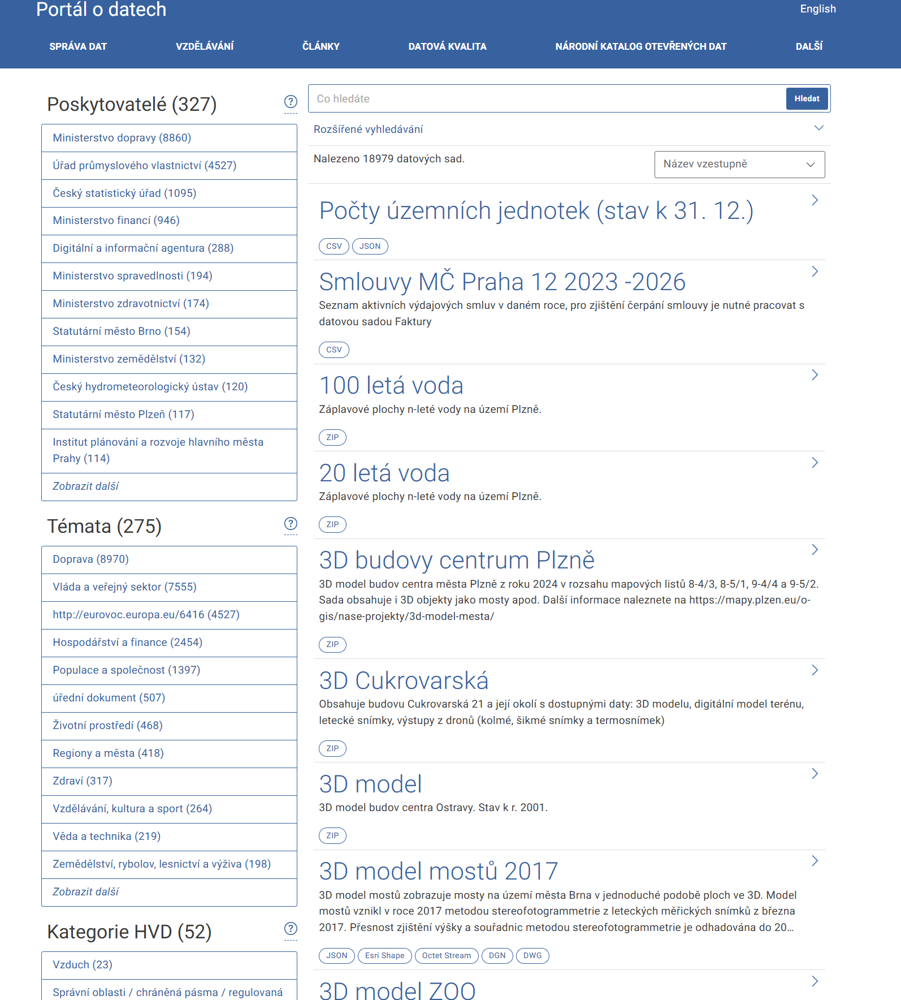 Portál o datech
English
SPRÁVA DAT
VZDĚLÁVÁNÍ
ČLÁNKY
DATOVÁ KVALITA
NÁRODNÍ KATALOG OTEVŘENÝCH DAT
DALŠÍ
Poskytovatelé (327)
?
Ministerstvo dopravy (8860)
Úřad průmyslového vlastnictví (4527)
Český statistický úřad (1095)
Ministerstvo financí (946)
Digitální a informační agentura (288)
Ministerstvo spravedlnosti (194)
Ministerstvo zdravotnictví (174)
Statutární město Brno (154)
Ministerstvo zemědělství (132)
Český hydrometeorologický ústav (120)
Statutární město Plzeň (117)
Institut plánování a rozvoje hlavního města
Prahy (114)
Zobrazit další
Témata (275)
?
Doprava (8970)
Vláda a veřejný sektor (7555)
http://eurovoc.europa.eu/6416 (4527)
Hospodářství a finance (2454)
Populace a společnost (1397)
úřední dokument (507)
Životní prostředí (468)
Regiony a města (418)
Zdraví (317)
Vzdělávání, kultura a sport (264)
Věda a technika (219)
Zemědělství, rybolov, lesnictví a výživa (198)
Zobrazit další
Kategorie HVD (52)
?
Vzduch (23)
Správní oblasti / chráněná pásma / regulovaná
Co hledáte
Hledat
Rozšířené vyhledávání
Nalezeno 18979 datových sad.
Název vzestupně
Počty územních jednotek (stav k 31. 12.)
CSV
JSON
Smlouvy MČ Praha 12 2023 -2026
Seznam aktivních výdajových smluv v daném roce, pro zjištění čerpání smlouvy je nutné pracovat s
datovou sadou Faktury
CSV
100 letá voda
Záplavové plochy n-leté vody na území Plzně.
ZIP
20 letá voda
Záplavové plochy n-leté vody na území Plzně.
ZIP
3D budovy centrum Plzně
3D model budov centra města Plzně z roku 2024 v rozsahu mapových listů 8-4/3, 8-5/1, 9-4/4 a 9-5/2.
Sada obsahuje i 3D objekty jako mosty apod. Další informace naleznete na https://mapy.plzen.eu/o-
gis/nase-projekty/3d-model-mesta/
ZIP
3D Cukrovarská
Obsahuje budovu Cukrovarská 21 a její okolí s dostupnými daty: 3D modelu, digitální model terénu,
letecké snímky, výstupy z dronů (kolmé, šikmé snímky a termosnímek)
ZIP
3D model
3D model budov centra Ostravy. Stav k r. 2001.
ZIP
3D model mostů 2017
3D model mostů zobrazuje mosty na území města Brna v jednoduché podobě ploch ve 3D. Model
mostů vznikl v roce 2017 metodou stereofotogrammetrie z leteckých měřických snímků z března
2017. Přesnost zjištění výšky a souřadnic metodou stereofotogrammetrie je odhadována do 20...
JSON
Esri Shape
Octet Stream
DGN
DWG
3D model ZOO